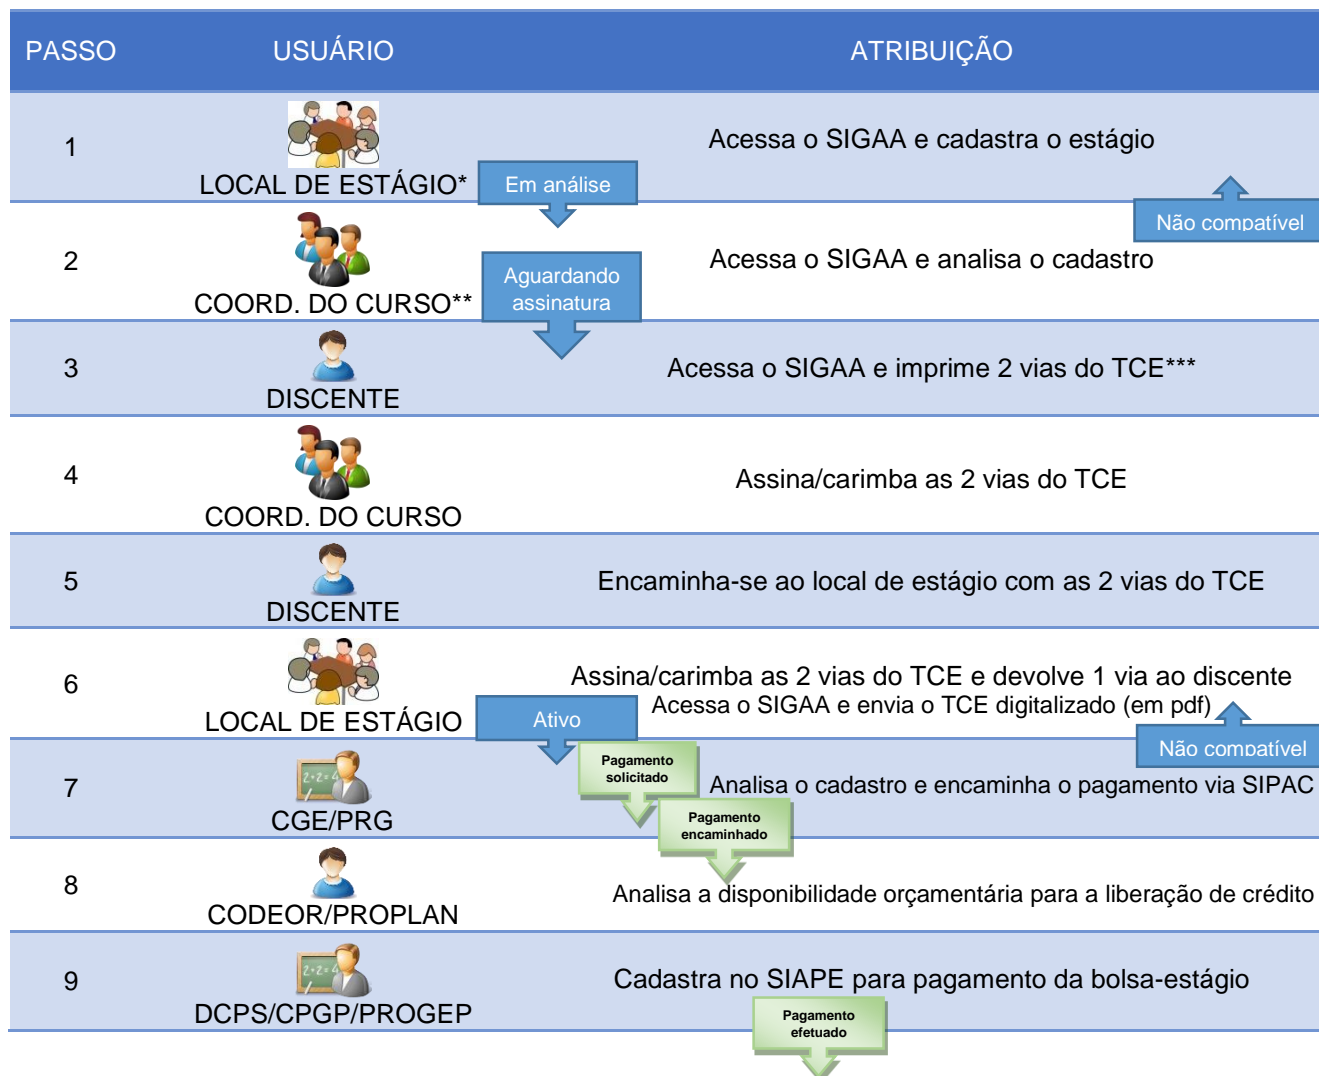 PASSO USUÁRIO ATRIBUIÇÃO
1
Acessa o SIGAA e cadastra o estágio
LOCAL DE ESTÁGIO*
Em análise
Não compatível
2
Acessa o SIGAA e analisa o cadastro
COORD. DO CURSO**
Aguardando
assinatura
3
Acessa o SIGAA e imprime 2 vias do TCE***
DISCENTE
4
Assina/carimba as 2 vias do TCE
COORD. DO CURSO
5
Encaminha-se ao local de estágio com as 2 vias do TCE
DISCENTE
6
Assina/carimba as 2 vias do TCE e devolve 1 via ao discente
Acessa o SIGAA e envia o TCE digitalizado (em pdf)
LOCAL DE ESTÁGIO
Ativo
Não compatível
7
Pagamento
solicitado
Analisa o cadastro e encaminha o pagamento via SIPAC
CGE/PRG
Pagamento
encaminhado
8
Analisa a disponibilidade orçamentária para a liberação de crédito
CODEOR/PROPLAN
9
Cadastra no SIAPE para pagamento da bolsa-estágio
DCPS/CPGP/PROGEP
Pagamento
efetuado